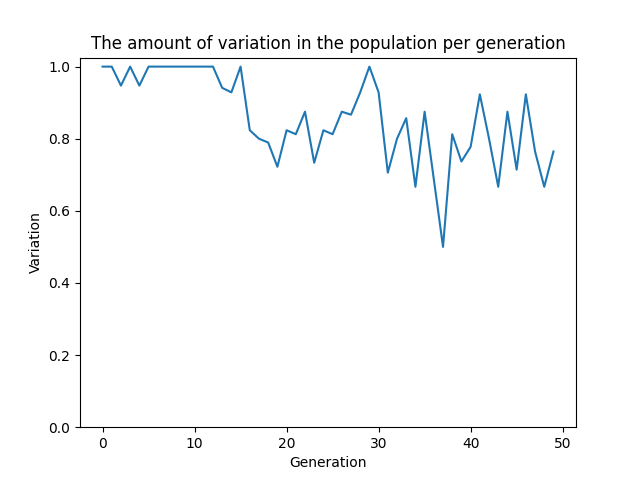 The amount of variation in the population per generation
1.0
0.8
0.6
0.4
0.2
0.0
Variation
0 10 20 30 40 50
Generation